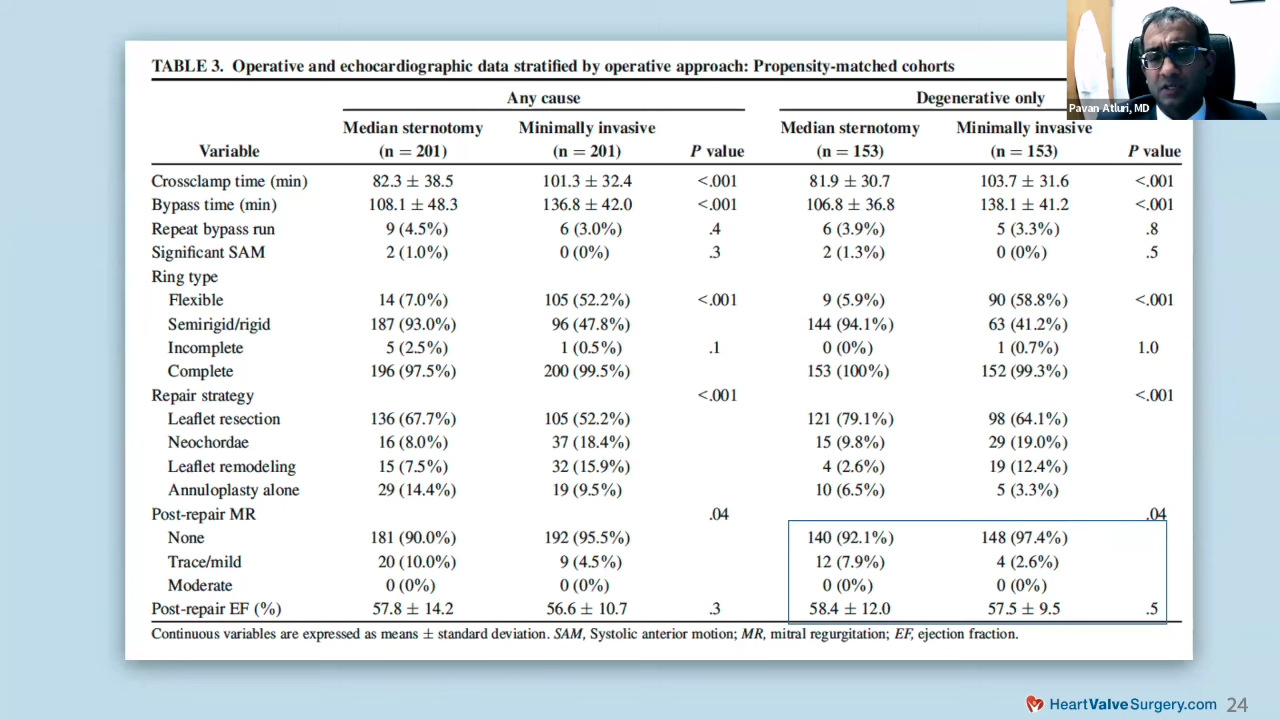 Pavan Atluri, MD
TABLE 3. Operative and echocardiographic data stratified by operative approach: Propensity-matched cohorts
Any cause Degenerative only
Median sternotomy Minimally invasive Median sternotomy Minimally invasive
Variable (n = 201) (n = 201) P value (n = 153) (n = 153) P value
Crossclamp time (min) 82.3 ± 38.5 101.3 ± 32.4 <.001 81.9 ± 30.7 103.7 ± 31.6 <.001
Bypass time (min) 108.1 ± 48.3 136.8 ± 42.0 <.001 106.8 ± 36.8 138.1 ± 41.2 <.001
Repeat bypass run 9 (4.5%) 6 (3.0%) .4 6 (3.9%) 5 (3.3%) .8
Significant SAM 2 (1.0%) 0 (0%) .3 2 (1.3%) 0 (0%) .5
Ring type
Flexible 14 (7.0%) 105 (52.2%) <.001 9 (5.9%) 90 (58.8%) <.001
Semirigid/rigid 187 (93.0%) 96 (47.8%) 144 (94.1%) 63 (41.2%)
Incomplete 5 (2.5%) 1 (0.5%) .1 0 (0%) 1 (0.7%) 1.0
Complete 196 (97.5%) 200 (99.5%) 153 (100%) 152 (99.3%)
Repair strategy <.001 <.001
Leaflet resection 136 (67.7%) 105 (52.2%) 121 (79.1%) 98 (64.1%)
Neochordae 16 (8.0%) 37 (18.4%) 15 (9.8%) 29 (19.0%)
Leaflet remodeling 15 (7.5%) 32 (15.9%) 4 (2.6%) 19 (12.4%)
Annuloplasty alone 29 (14.4%) 19 (9.5%) 10 (6.5%) 5 (3.3%)
Post-repair MR .04 .04
None 181 (90.0%) 192 (95.5%) 140 (92.1%) 148 (97.4%)
Trace/mild 20 (10.0%) 9 (4.5%) 12 (7.9%) 4 (2.6%)
Moderate 0 (0%) 0 (0%) 0 (0%) 0 (0%)
Post-repair EF (%) 57.8 ± 14.2 56.6 ± 10.7 .3 58.4 ± 12.0 57.5 ± 9.5 .5
Continuous variables are expressed as means ± standard deviation. SAM, Systolic anterior motion; MR, mitral regurgitation; EF, ejection fraction.
HeartValveSurgery.com 24